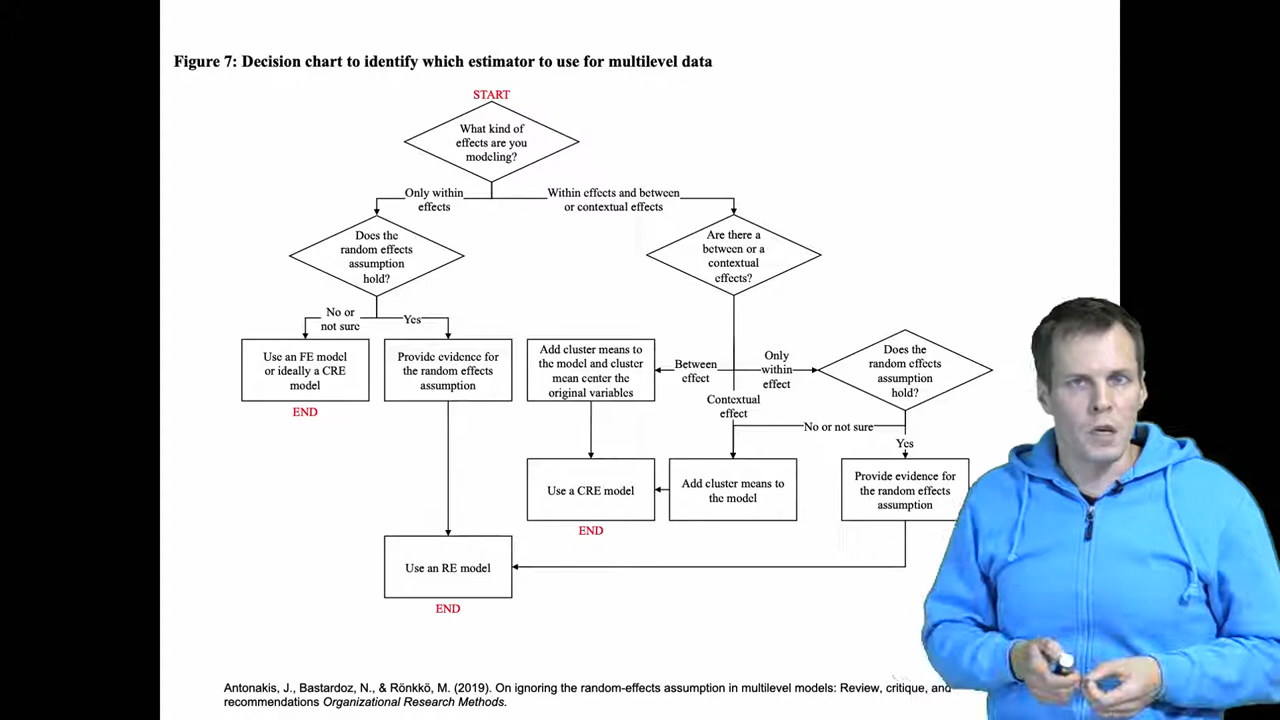 Figure 7: Decision chart to identify which estimator to use for multilevel data
START
What kind of
effects are you
modeling?
Only within
effects
Within effects and between
or contextual effects
Does the
random effects
assumption
hold?
Are there a
between or a
contextual
effects?
No or
not sure
Yes
Use an FE model
or ideally a CRE
model
END
Provide evidence for
the random effects
assumption
Add cluster means to
the model and cluster
mean center the
original variables
Between
effect
Only
within
effect
Contextual
effect
Does the
random effects
assumption
hold?
No or not sure
Yes
Use a CRE model
END
Add cluster means to
the model
Provide evidence for
the random effects
assumption
Use an RE model
END
Antonakis, J., Bastardoz, N., & Rönkkö, M. (2019). On ignoring the random-effects assumption in multilevel models: Review, critique, and
recommendations Organizational Research Methods.